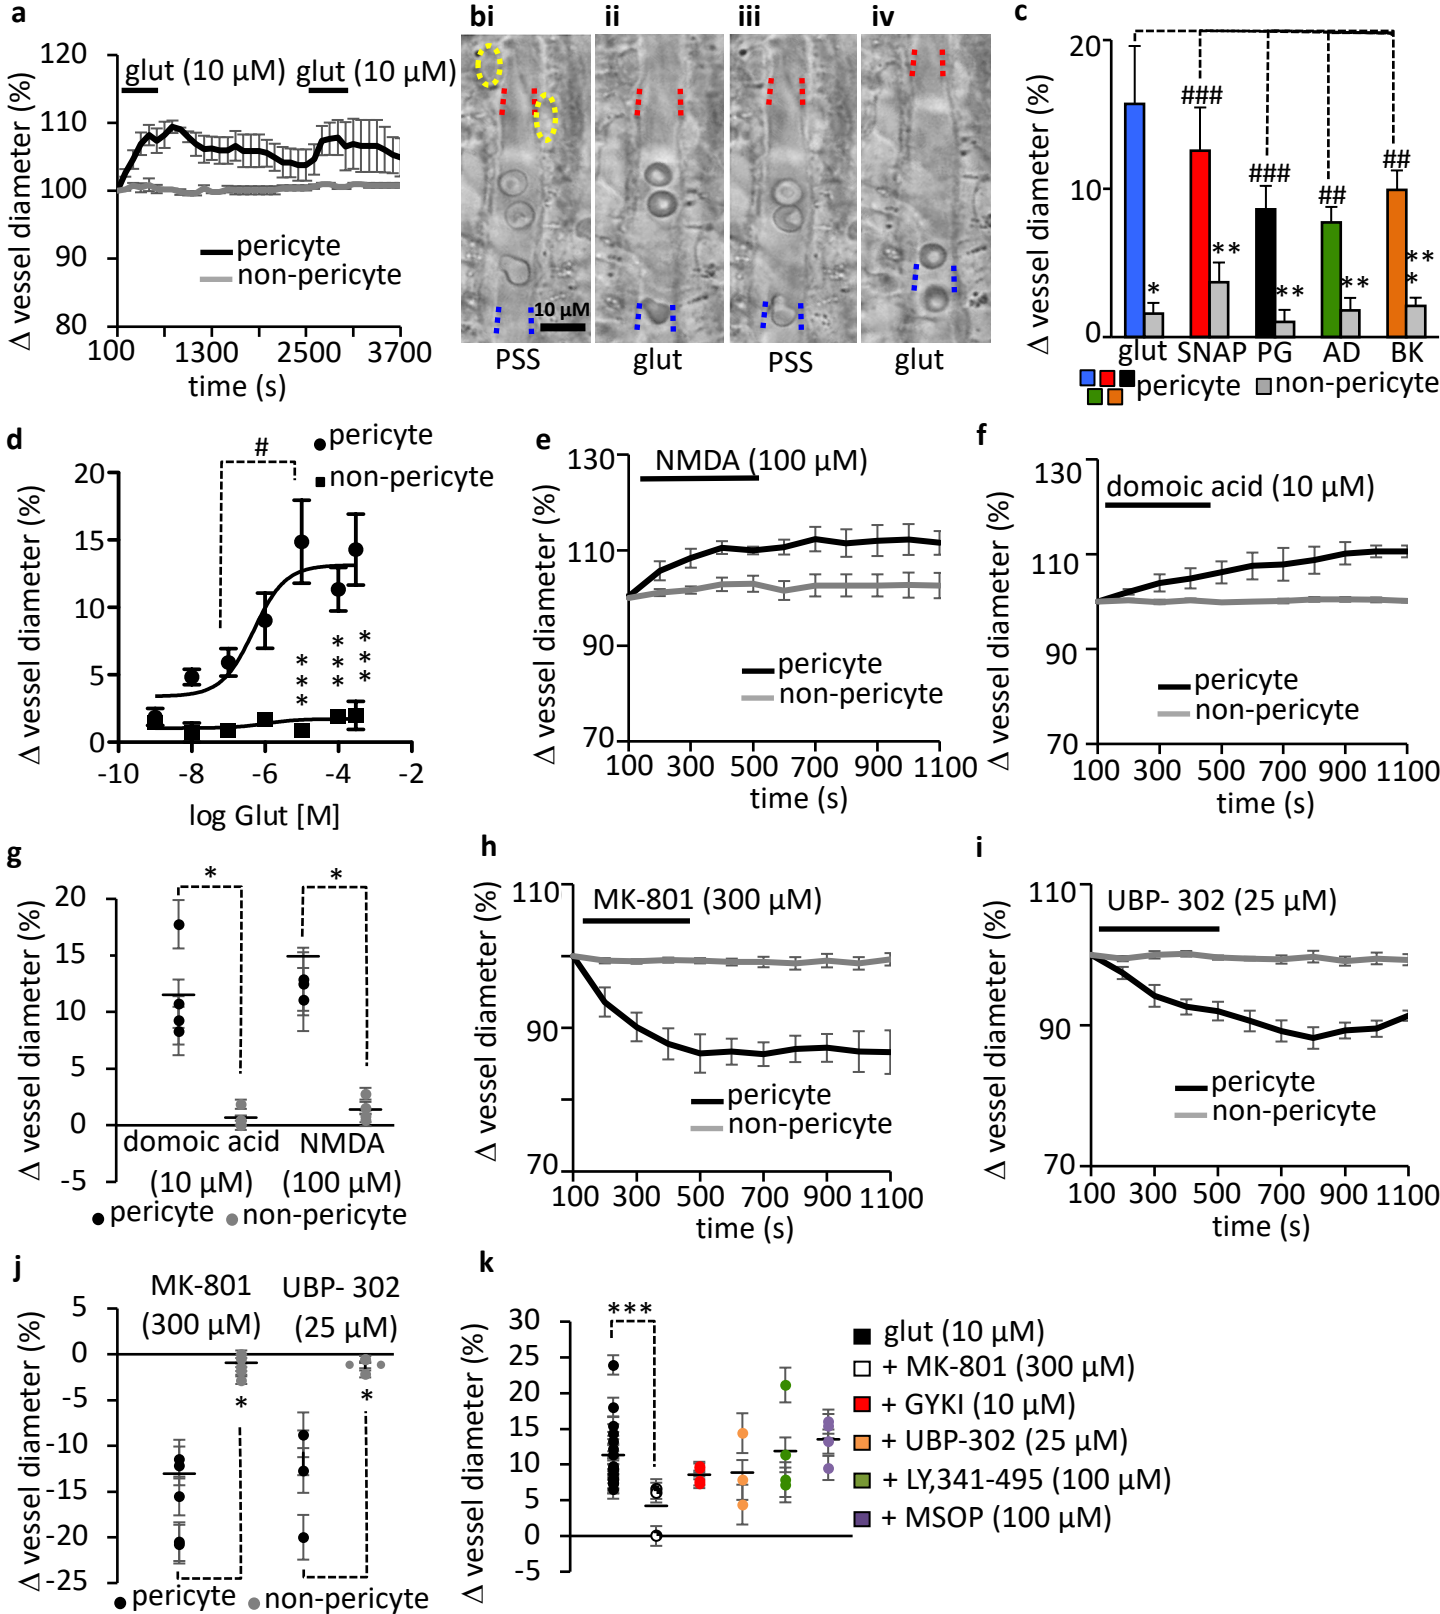 a
Δ vessel diameter (%)
120
110
100
90
80
glut (10 μM)
glut (10 μM)
pericyte
non-pericyte
100 1300 2500 3700
time (s)
bi ii iii iv
10 μM
PSS glut PSS glut
c
Δ vessel diameter (%)
20
10
0
### ### ## ##
* ** ** ** ***
glut SNAP PG AD BK
pericyte non-pericyte
d
Δ vessel diameter (%)
20
15
10
5
0
#
pericyte
non-pericyte
*** *** ***
-10 -8 -6 -4 -2
log Glut [M]
e
Δ vessel diameter (%)
130
110
90
70
NMDA (100 μM)
pericyte
non-pericyte
100 300 500 700 900 1100
time (s)
f
Δ vessel diameter (%)
130
110
90
70
domoic acid (10 μM)
pericyte
non-pericyte
100 300 500 700 900 1100
time (s)
g
Δ vessel diameter (%)
20
15
10
5
0
-5
* *
domoic acid NMDA
(10 μM) (100 μM)
pericyte non-pericyte
h
Δ vessel diameter (%)
110
90
70
MK-801 (300 μM)
pericyte
non-pericyte
100 300 500 700 900 1100
time (s)
i
Δ vessel diameter (%)
110
90
70
UBP- 302 (25 μM)
pericyte
non-pericyte
100 300 500 700 900 1100
time (s)
j
Δ vessel diameter (%)
MK-801 UBP- 302
(300 μM) (25 μM)
5
0
-5
-10
-15
-20
-25
* *
pericyte non-pericyte
k
Δ vessel diameter (%)
30
25
20
15
10
5
0
-5
***
glut (10 μM)
+ MK-801 (300 μM)
+ GYKI (10 μM)
+ UBP-302 (25 μM)
+ LY,341-495 (100 μM)
+ MSOP (100 μM)